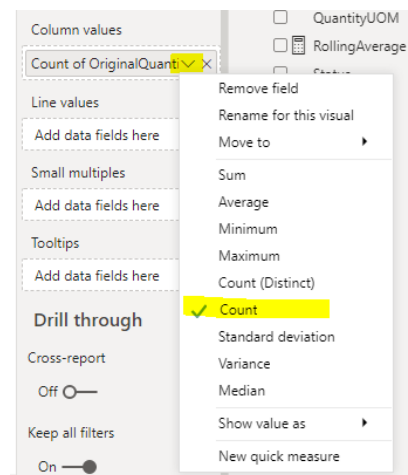 Column values
Count of OriginalQuanti
Line values
Add data fields here
Small multiples
Add data fields here
Tooltips
Add data fields here
Drill through
Cross-report
Off
Keep all filters
On
QuantityUOM
RollingAverage
Status
Remove field
Rename for this visual
Move to
Sum
Average
Minimum
Maximum
Count (Distinct)
Count
Standard deviation
Variance
Median
Show value as
New quick measure